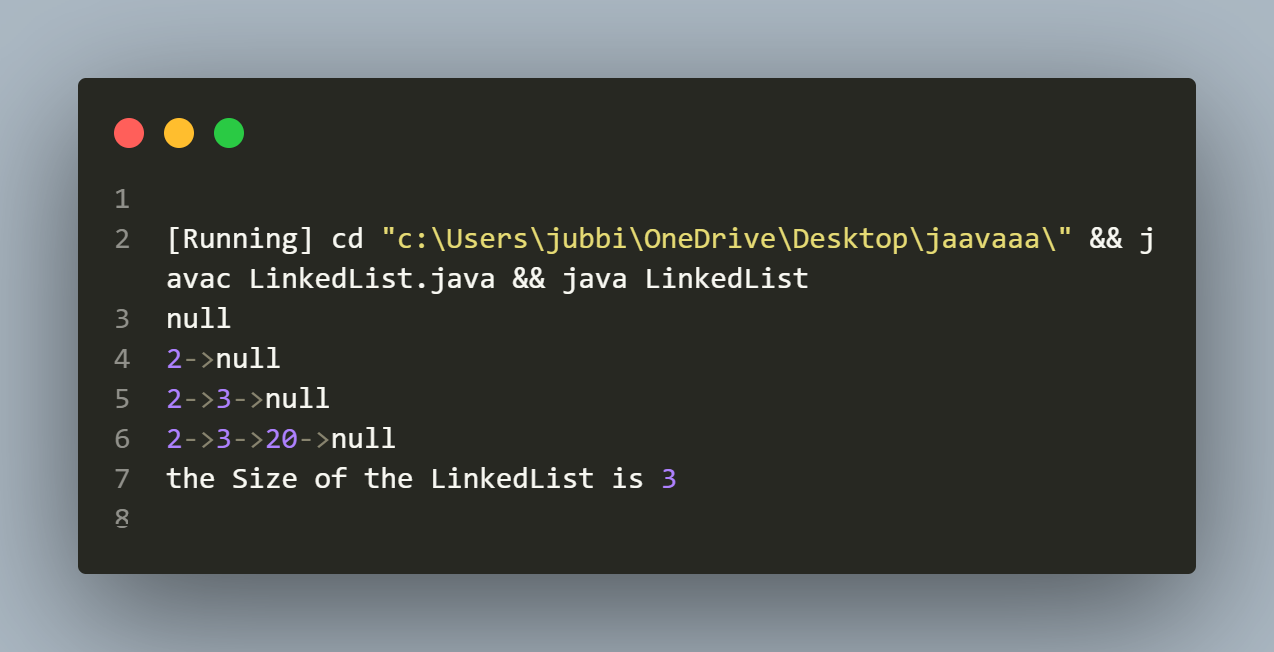 1
2 [Running] cd "c:\Users\jubbi\OneDrive\Desktop\jaavaaa\" && j
avac LinkedList.java && java LinkedList
3 null
4 2->null
5 2->3->null
6 2->3->20->null
7 the Size of the LinkedList is 3
8